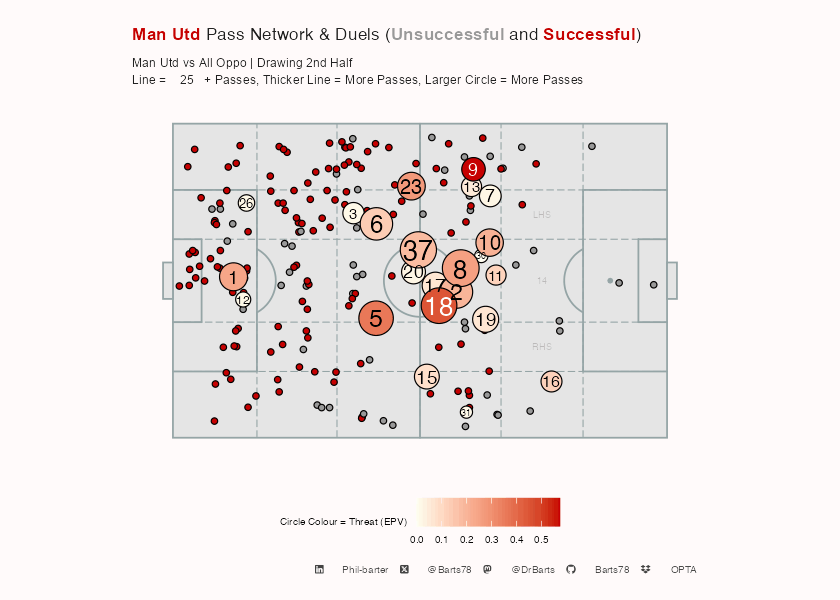 Man Utd Pass Network & Duels (Unsuccessful and Successful)
Man Utd vs All Oppo | Drawing 2nd Half
Line = 25 + Passes, Thicker Line = More Passes, Larger Circle = More Passes
9
23 13 7
26
3 6 LHS
37 10
20 8 11 14
1
17 2
12 18
5 19
RHS
15 16
31
Circle Colour = Threat (EPV)
0.0 0.1 0.2 0.3 0.4 0.5
Phil-barter @Barts78 @DrBarts Barts78 OPTA